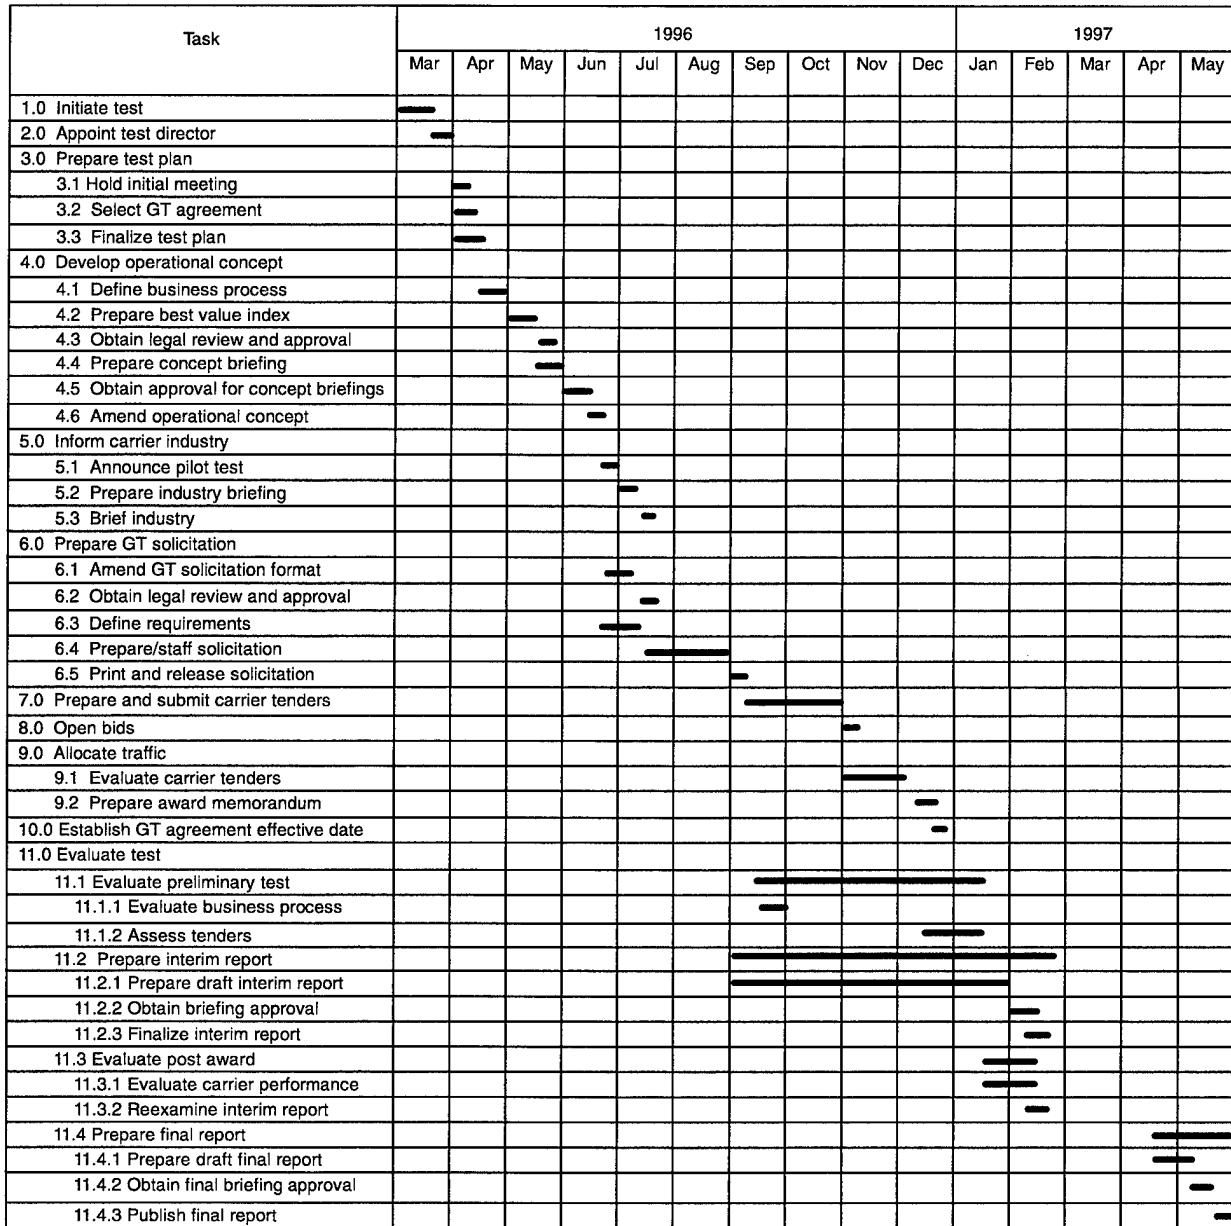 Task
1996
1997
Mar Apr May Jun Jul Aug Sep Oct Nov Dec Jan Feb Mar Apr May
1.0 Initiate test
2.0 Appoint test director
3.0 Prepare test plan
3.1 Hold initial meeting
3.2 Select GT agreement
3.3 Finalize test plan
4.0 Develop operational concept
4.1 Define business process
4.2 Prepare best value index
4.3 Obtain legal review and approval
4.4 Prepare concept briefing
4.5 Obtain approval for concept briefings
4.6 Amend operational concept
5.0 Inform carrier industry
5.1 Announce pilot test
5.2 Prepare industry briefing
5.3 Brief industry
6.0 Prepare GT solicitation
6.1 Amend GT solicitation format
6.2 Obtain legal review and approval
6.3 Define requirements
6.4 Prepare/staff solicitation
6.5 Print and release solicitation
7.0 Prepare and submit carrier tenders
8.0 Open bids
9.0 Allocate traffic
9.1 Evaluate carrier tenders
9.2 Prepare award memorandum
10.0 Establish GT agreement effective date
11.0 Evaluate test
11.1 Evaluate preliminary test
11.1.1 Evaluate business process
11.1.2 Assess tenders
11.2 Prepare interim report
11.2.1 Prepare draft interim report
11.2.2 Obtain briefing approval
11.2.3 Finalize interim report
11.3 Evaluate post award
11.3.1 Evaluate carrier performance
11.3.2 Reexamine interim report
11.4 Prepare final report
11.4.1 Prepare draft final report
11.4.2 Obtain final briefing approval
11.4.3 Publish final report